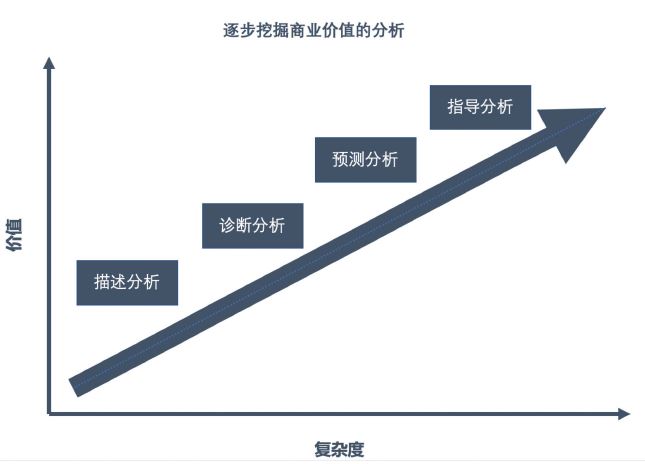 逐步挖掘商业价值的分析
指导分析
预测分析
诊断分析
描述分析
价值
复杂度